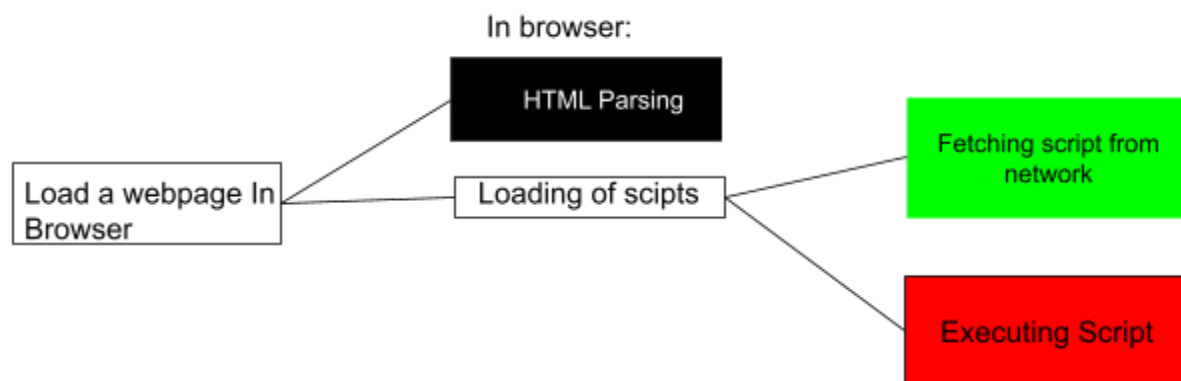 In browser:
HTML Parsing
Load a webpage In
Browser
Loading of scipts
Fetching script from
network
Executing Script